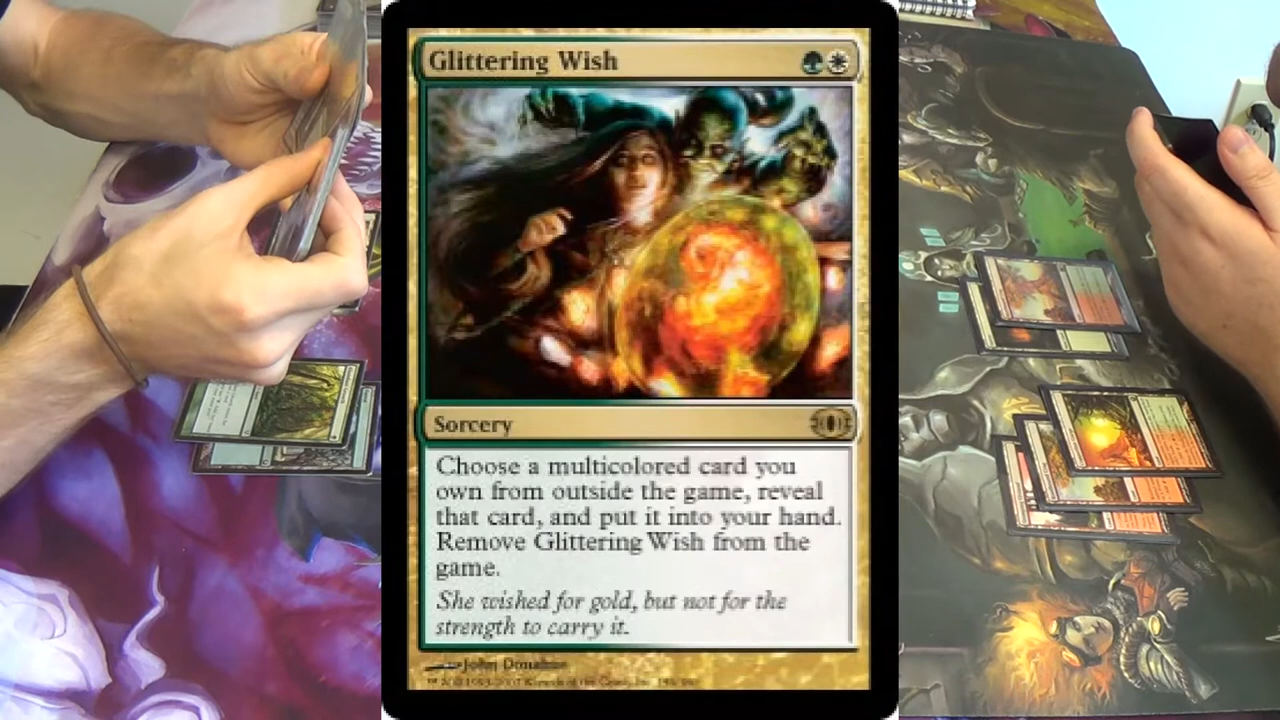 Glittering Wish
Sorcery
Choose a multicolored card you
own from outside the game, reveal
that card, and put it into your hand.
Remove Glittering Wish from the
game.
She wished for gold, but not for the
strength to carry it.
John Donahue